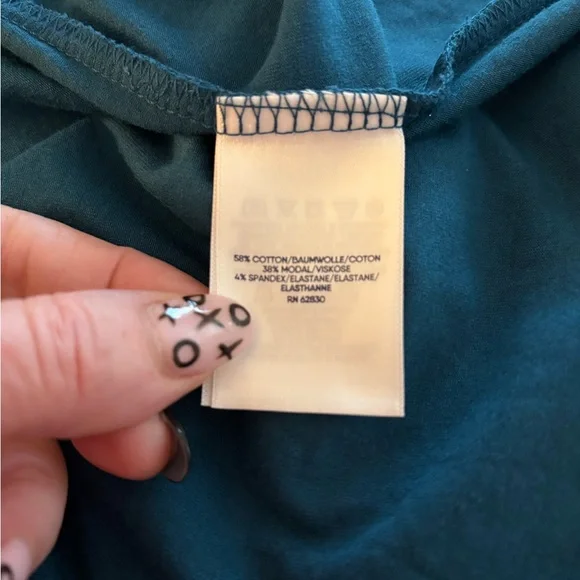 58% COTTON/BAUMWOLLE/COTON
38% MODAL/VISKOSE
4% SPANDEX/ELASTANE/ELASTANE/
ELASTHANNE
RN 62830